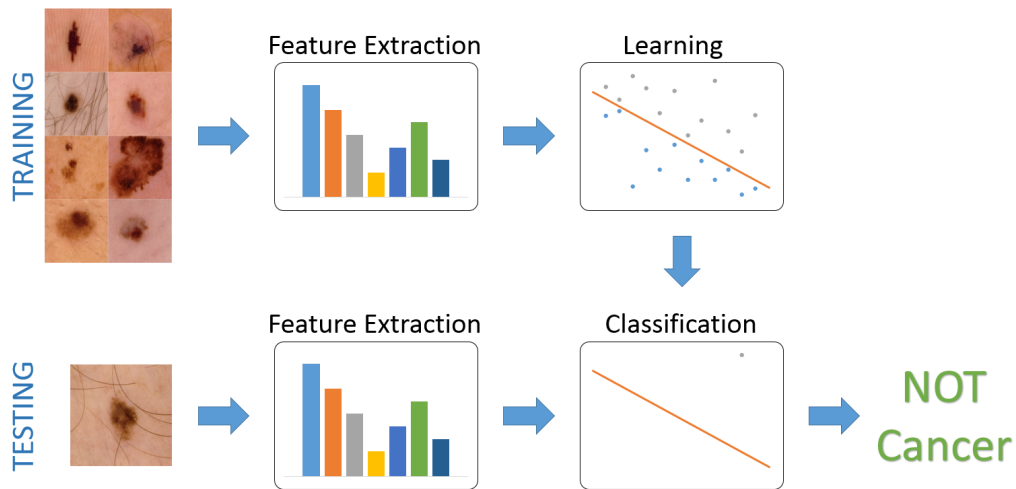 TRAINING
Feature Extraction
Learning
TESTING
Feature Extraction
Classification
NOT
Cancer